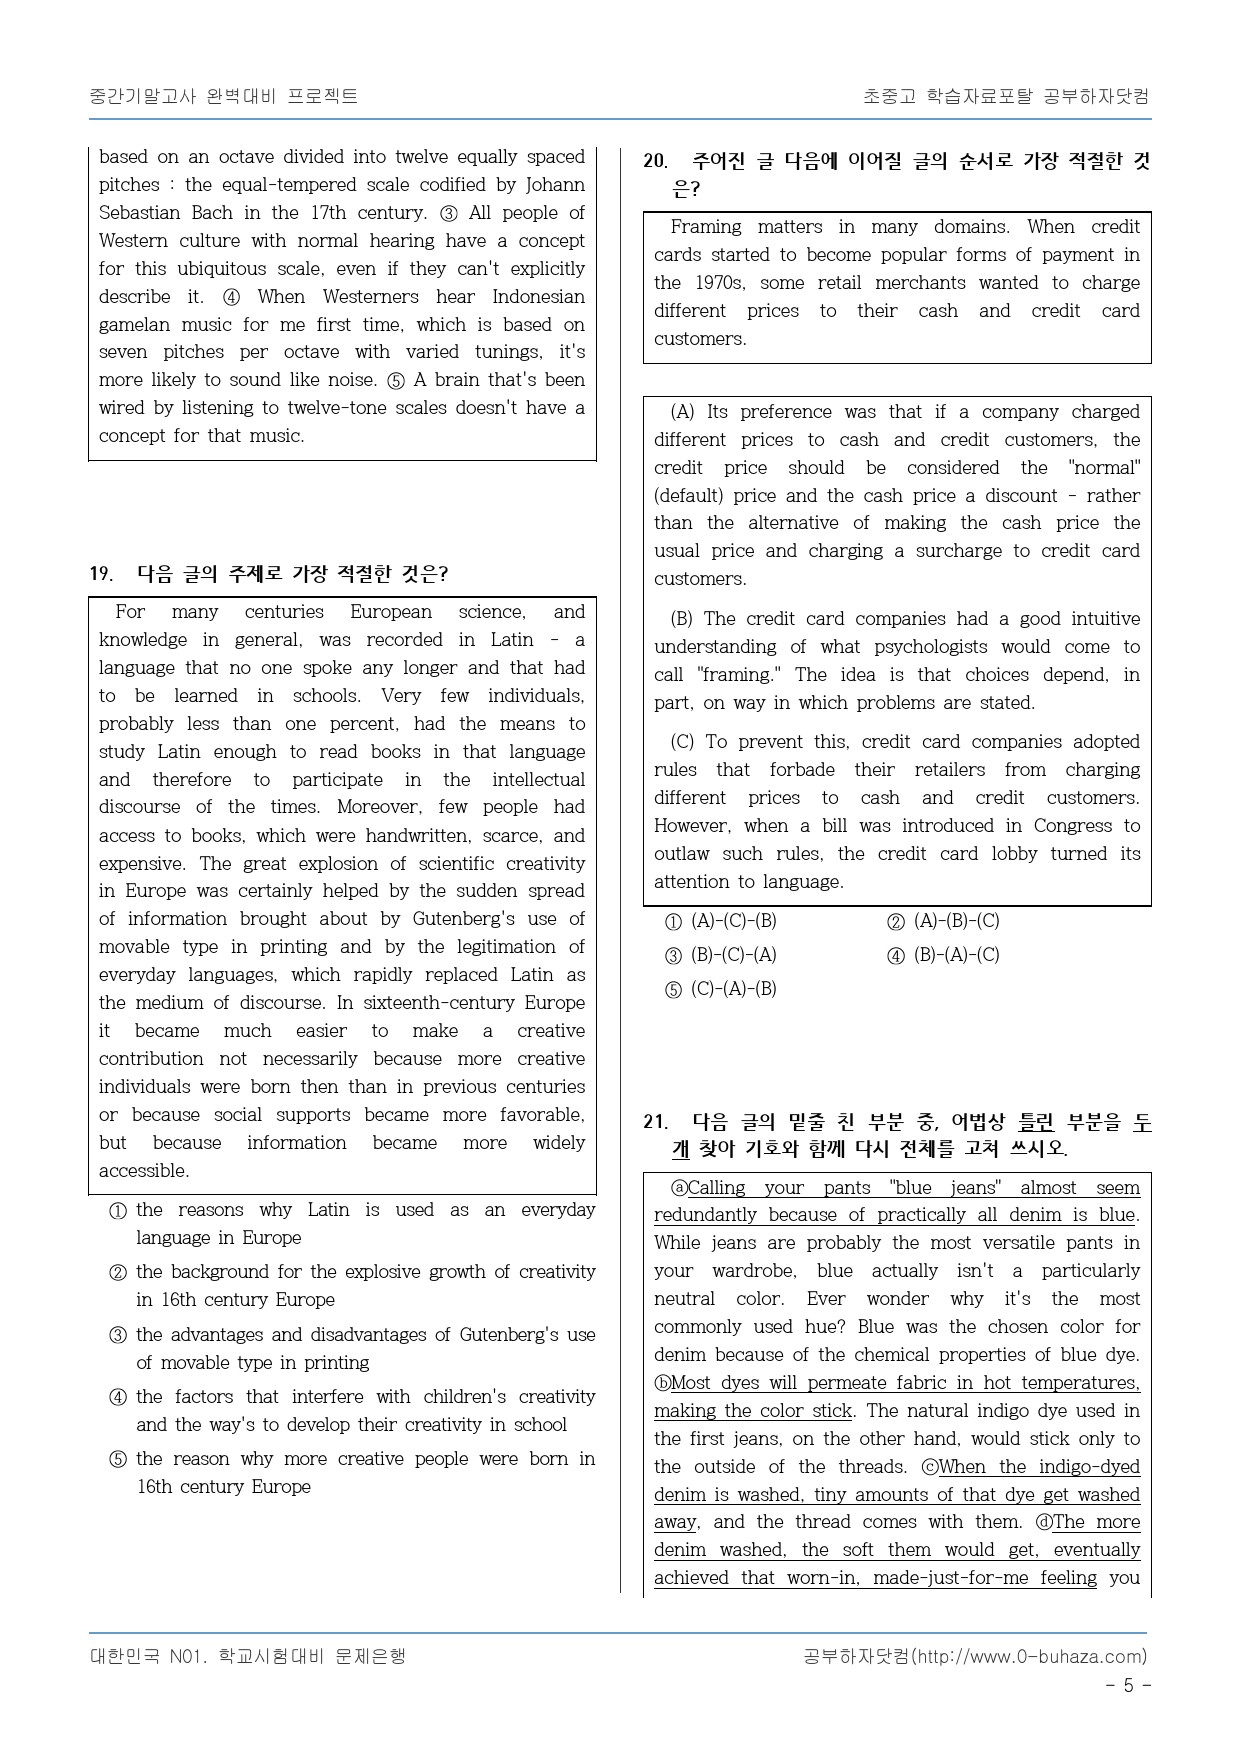 중간기말고사 완벽대비 프로젝트
초중고 학습자료포탈 공부하자닷컴
based on an octave divided into twelve equally spaced
pitches : the equal-tempered scale codified by Johann
Sebastian Bach in the 17th century. ③ All people of
Western culture with normal hearing have a concept
for this ubiquitous scale, even if they can't explicitly
describe it. ④ When Westerners hear Indonesian
gamelan music for me first time, which is based on
seven pitches per octave with varied tunings, it's
more likely to sound like noise. ⑤ A brain that's been
wired by listening to twelve-tone scales doesn't have a
concept for that music.
19. 다음 글의 주제로 가장 적절한 것은?
For many centuries European science, and
knowledge in general, was recorded in Latin - a
language that no one spoke any longer and that had
to be learned in schools. Very few individuals,
probably less than one percent, had the means to
study Latin enough to read books in that language
and therefore to participate in the intellectual
discourse of the times. Moreover, few people had
access to books, which were handwritten, scarce, and
expensive. The great explosion of scientific creativity
in Europe was certainly helped by the sudden spread
of information brought about by Gutenberg's use of
movable type in printing and by the legitimation of
everyday languages, which rapidly replaced Latin as
the medium of discourse. In sixteenth-century Europe
it became much easier to make a creative
contribution not necessarily because more creative
individuals were born then than in previous centuries
or because social supports became more favorable,
but because information became more widely
accessible.
① the reasons why Latin is used as an everyday
language in Europe
② the background for the explosive growth of creativity
in 16th century Europe
③ the advantages and disadvantages of Gutenberg's use
of movable type in printing
④ the factors that interfere with children's creativity
and the way's to develop their creativity in school
⑤ the reason why more creative people were born in
16th century Europe
20. 주어진 글 다음에 이어질 글의 순서로 가장 적절한 것
은?
Framing matters in many domains. When credit
cards started to become popular forms of payment in
the 1970s, some retail merchants wanted to charge
different prices to their cash and credit card
customers.
(A) Its preference was that if a company charged
different prices to cash and credit customers, the
credit price should be considered the "normal"
(default) price and the cash price a discount - rather
than the alternative of making the cash price the
usual price and charging a surcharge to credit card
customers.
(B) The credit card companies had a good intuitive
understanding of what psychologists would come to
call "framing." The idea is that choices depend, in
part, on way in which problems are stated.
(C) To prevent this, credit card companies adopted
rules that forbade their retailers from charging
different prices to cash and credit customers.
However, when a bill was introduced in Congress to
outlaw such rules, the credit card lobby turned its
attention to language.
① (A)-(C)-(B) ② (A)-(B)-(C)
③ (B)-(C)-(A) ④ (B)-(A)-(C)
⑤ (C)-(A)-(B)
21. 다음 글의 밑줄 친 부분 중, 어법상 틀린 부분을 두
개 찾아 기호와 함께 다시 전체를 고쳐 쓰시오.
ⓐCalling your pants "blue jeans" almost seem
redundantly because of practically all denim is blue.
While jeans are probably the most versatile pants in
your wardrobe, blue actually isn't a particularly
neutral color. Ever wonder why it's the most
commonly used hue? Blue was the chosen color for
denim because of the chemical properties of blue dye.
ⓑMost dyes will permeate fabric in hot temperatures,
making the color stick. The natural indigo dye used in
the first jeans, on the other hand, would stick only to
the outside of the threads. ⓒWhen the indigo-dyed
denim is washed, tiny amounts of that dye get washed
away, and the thread comes with them. ⓓThe more
denim washed, the soft them would get, eventually
achieved that worn-in, made-just-for-me feeling you
대한민국 N01. 학교시험대비 문제은행
공부하자닷컴(http://www.0-buhaza.com)
- 5 -